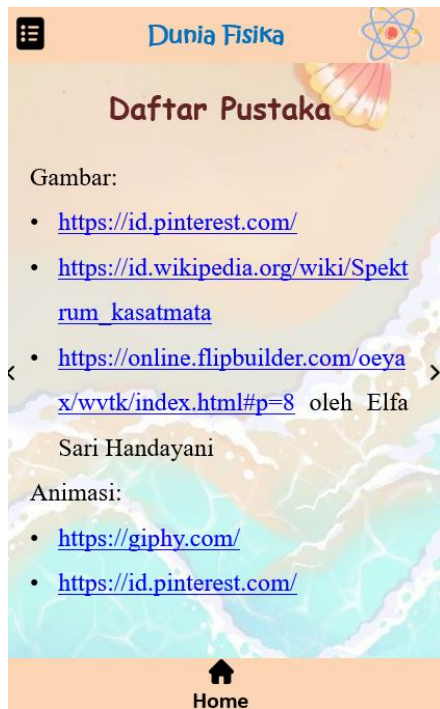 Dunia Fisika
Daftar Pustaka
Gambar:
• https://id.pinterest.com/
• https://id.wikipedia.org/wiki/Spekt
rum_kasatmata
• https://online.flipbuilder.com/oeya
x/wvtk/index.html#p=8 oleh Elfa
Sari Handayani
Animasi:
• https://giphy.com/
• https://id.pinterest.com/
Home